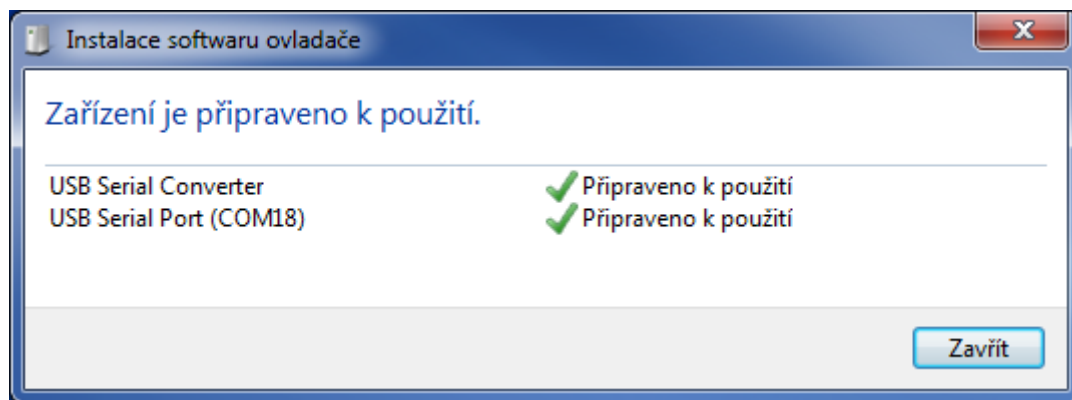 Instalace softwaru ovladače
Zařízení je připraveno k použití.
USB Serial Converter Připraveno k použití
USB Serial Port (COM18) Připraveno k použití
Zavřít